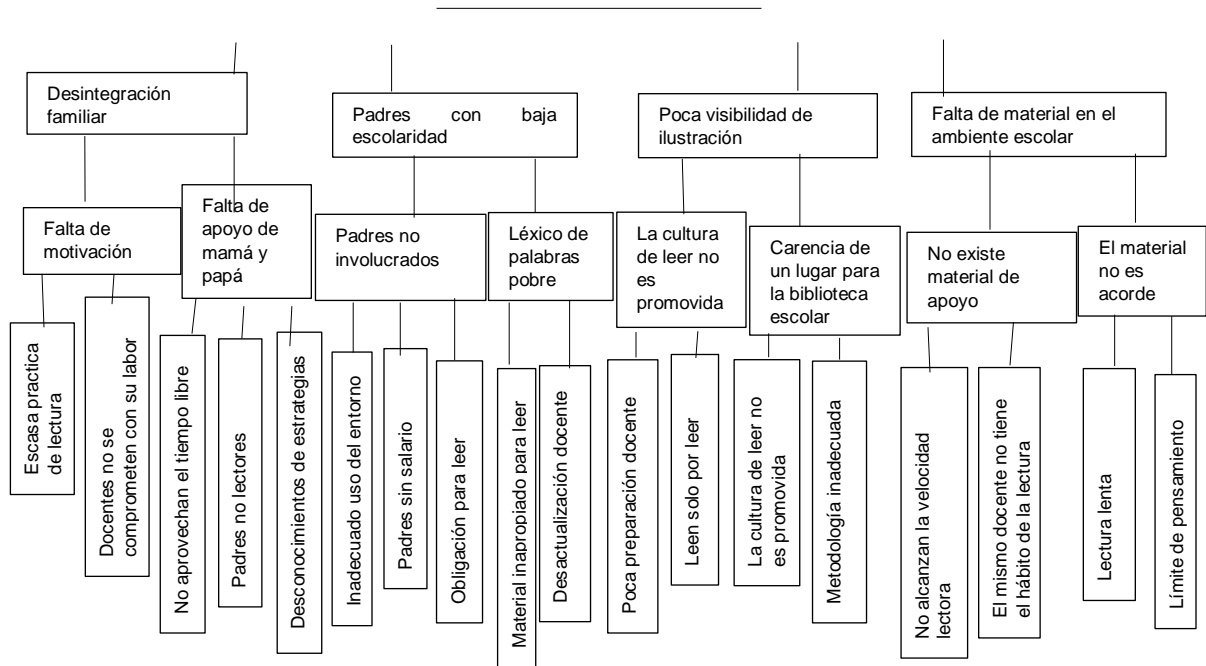 Desintegración
familiar
Padres con baja
escolaridad
Poca visibilidad de
ilustración
Falta de material en el
ambiente escolar
Falta de
motivación
Falta de
apoyo de
mamá y
papá
Padres no
involucrados
Léxico de
palabras
pobre
La cultura
de leer no
es
promovida
Carencia de
un lugar para
la biblioteca
escolar
No existe
material de
apoyo
El material
no es
acorde
Escasa practica
de lectura
Docentes no se
comprometen con su labor
No aprovechan el tiempo libre
Padres no lectores
Desconocimientos de estrategias
Inadecuado uso del entorno
Padres sin salario
Obligación para leer
Material inapropiado para leer
Desactualización docente
Poca preparación docente
Leen solo por leer
La cultura de leer no
es promovida
Metodología inadecuada
No alcanzan la velocidad
lectora
El mismo docente no tiene
el hábito de la lectura
Lectura lenta
Límite de pensamiento